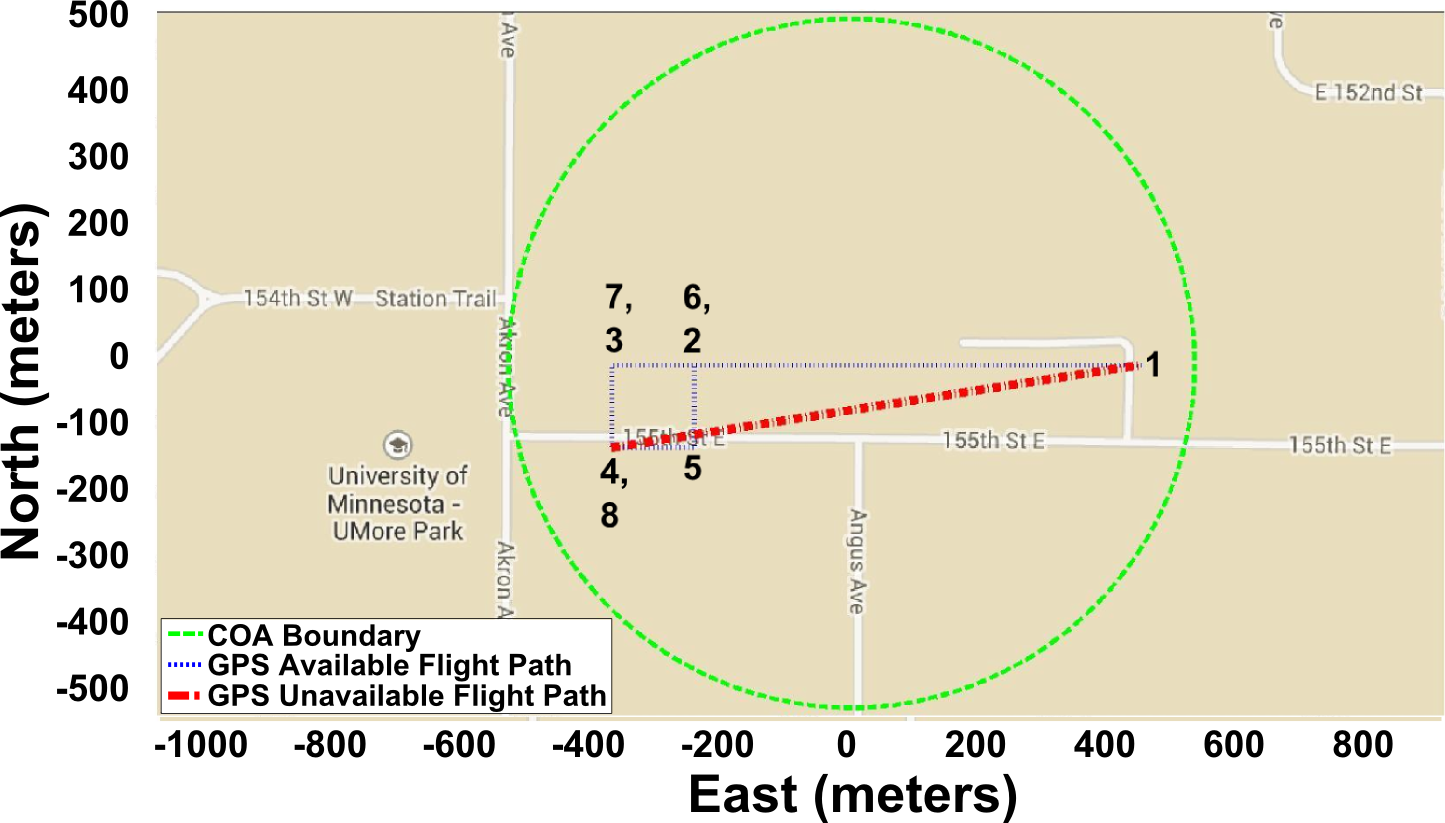 500
400
300
200
100
0
-100
-200
-300
-400
-500
North (meters)
Ave
ve
E 152nd St
154th St W
Station Trail
Akron Ave
7,
3
6,
2
1
155th St E
155th St E
155th St E
4,
8
5
University of
Minnesota -
UMore Park
Angus Ave
Akron A
COA Boundary
GPS Available Flight Path
GPS Unavailable Flight Path
-1000 -800 -600 -400 -200 0 200 400 600 800
East (meters)